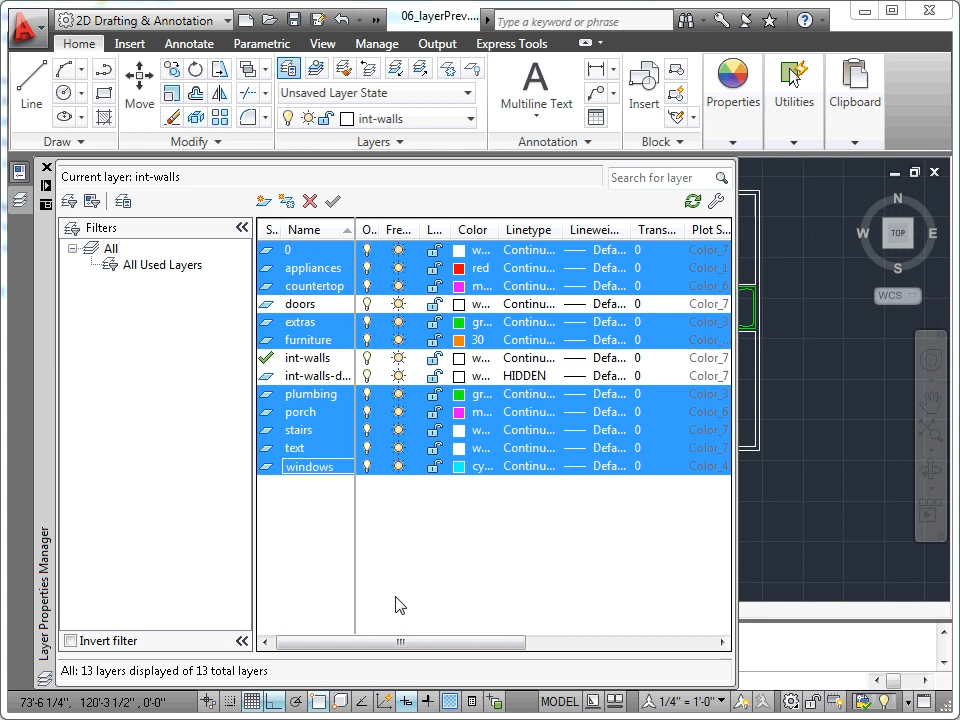 2D Drafting & Annotation
06_layerPrev....
Type a keyword or phrase
Home Insert Annotate Parametric View Manage Output Express Tools
Line Move Unsaved Layer State int-walls Multiline Text Insert Properties Utilities Clipboard
Draw Modify Layers Annotation Block
Current layer: int-walls
Search for layer
Filters
All
All Used Layers
S.. Name O.. Fre... L... Color Linetype Linewei... Trans... Plot S...
0 w... Continu... Defa... 0 Color_7
appliances red Continu... Defa... 0 Color_1
countertop m... Continu... Defa... 0 Color_6
doors w... Continu... Defa... 0 Color_7
extras gr... Continu... Defa... 0 Color_3
furniture 30 Continu... Defa... 0 Color_...
int-walls w... Continu... Defa... 0 Color_7
int-walls-d... w... HIDDEN Defa... 0 Color_7
plumbing gr... Continu... Defa... 0 Color_3
porch m... Continu... Defa... 0 Color_6
stairs w... Continu... Defa... 0 Color_7
text w... Continu... Defa... 0 Color_7
windows cy... Continu... Defa... 0 Color_4
N
W TOP E
S
WCS
Layer Properties Manager
Invert filter
All: 13 layers displayed of 13 total layers
73'-6 1/4", 120'-3 1/2", 0'-0" MODEL 1/4" = 1'-0"